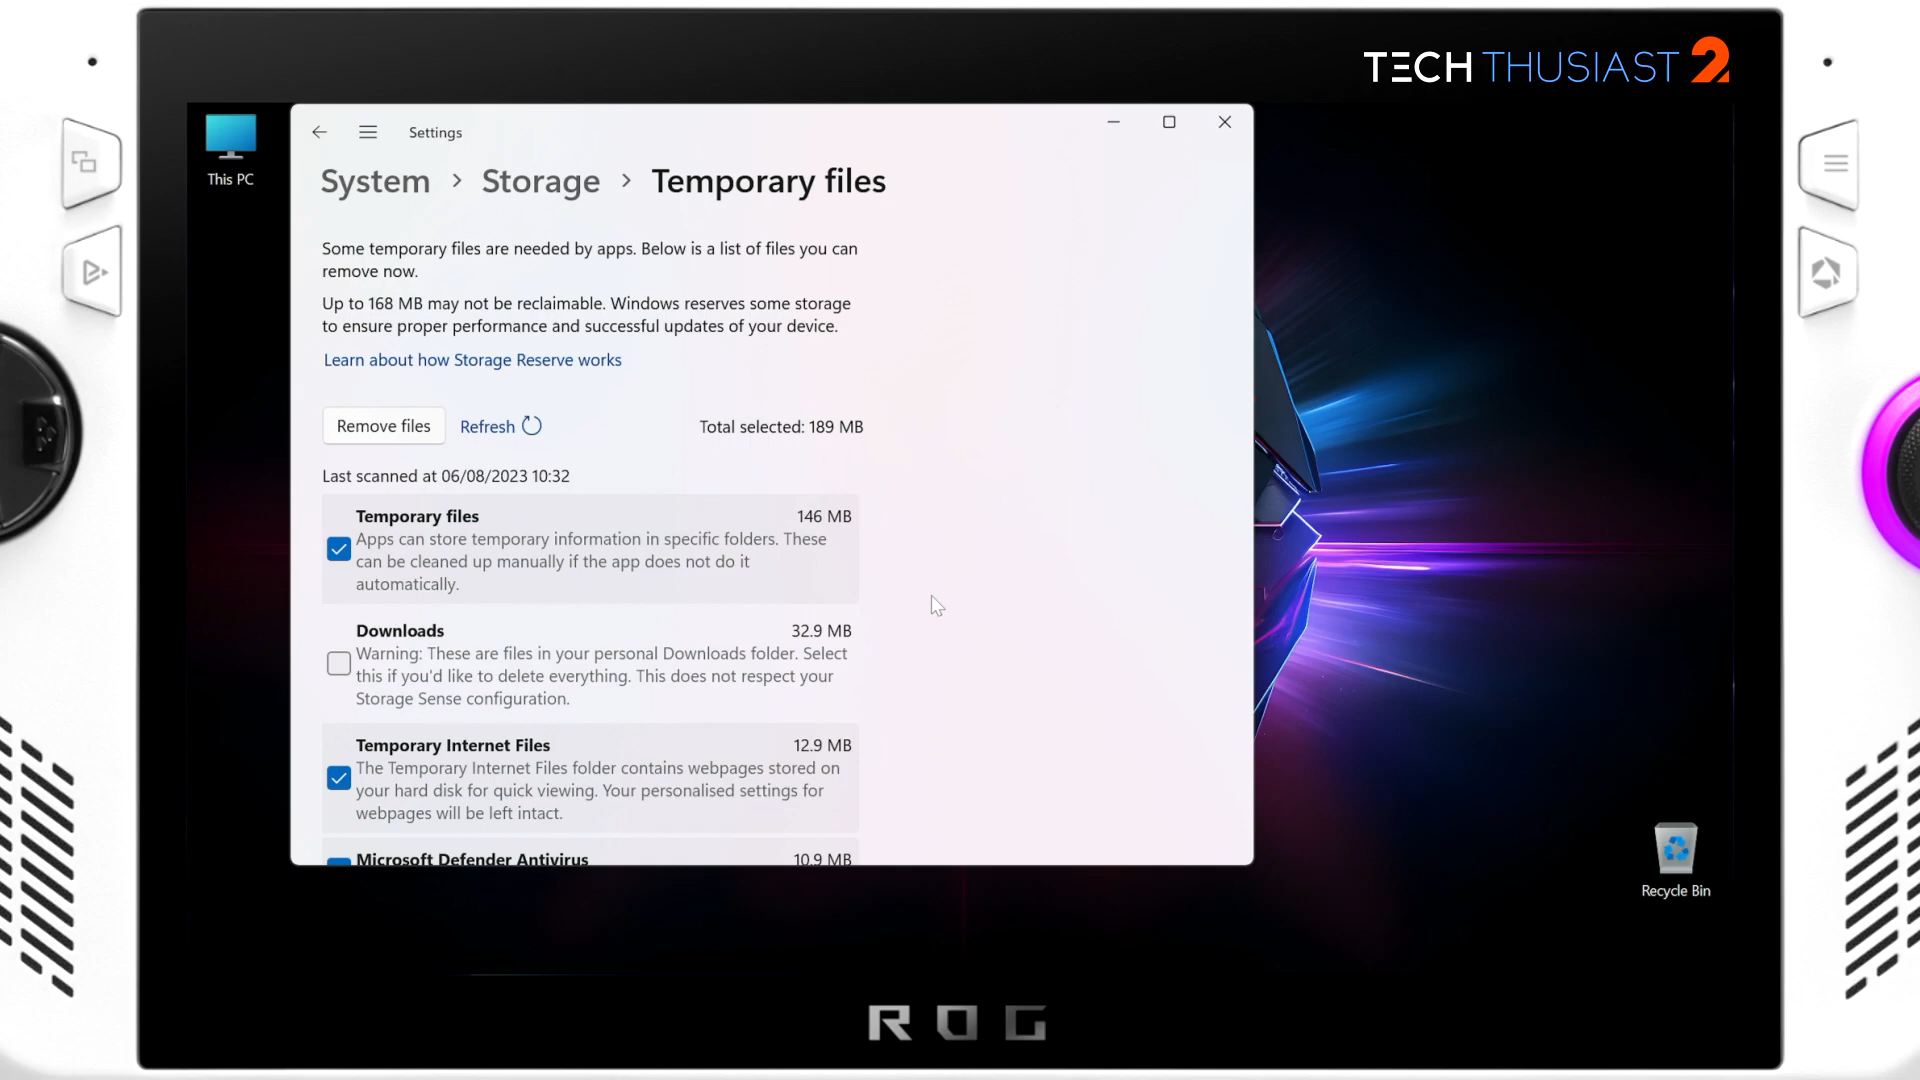 TECH THUSIAST 2
This PC
Settings
System > Storage > Temporary files
Some temporary files are needed by apps. Below is a list of files you can
remove now.
Up to 168 MB may not be reclaimable. Windows reserves some storage
to ensure proper performance and successful updates of your device.
Learn about how Storage Reserve works
Remove files Refresh Total selected: 189 MB
Last scanned at 06/08/2023 10:32
Temporary files 146 MB
Apps can store temporary information in specific folders. These
can be cleaned up manually if the app does not do it
automatically.
Downloads 32.9 MB
Warning: These are files in your personal Downloads folder. Select
this if you'd like to delete everything. This does not respect your
Storage Sense configuration.
Temporary Internet Files 12.9 MB
The Temporary Internet Files folder contains webpages stored on
your hard disk for quick viewing. Your personalised settings for
webpages will be left intact.
Microsoft Defender Antivirus 10.9 MB
Recycle Bin
ROG